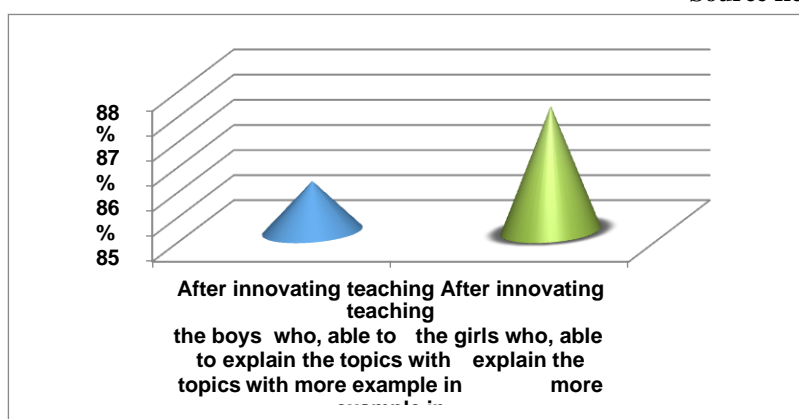 88
%
87
%
86
%
85
After innovating teaching After innovating
teaching
the boys who, able to the girls who, able
to explain the topics with explain the
topics with more example in more